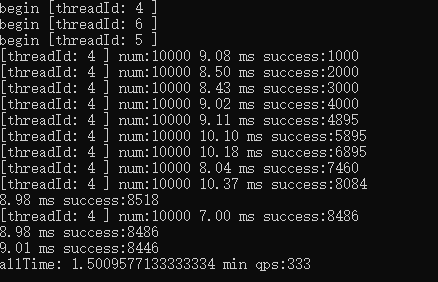 begin [threadId: 4 ]
begin [threadId: 6 ]
begin [threadId: 5 ]
[threadId: 4 ] num:10000 9.08 ms success:1000
[threadId: 4 ] num:10000 8.50 ms success:2000
[threadId: 4 ] num:10000 8.43 ms success:3000
[threadId: 4 ] num:10000 9.02 ms success:4000
[threadId: 4 ] num:10000 9.11 ms success:4895
[threadId: 4 ] num:10000 10.10 ms success:5895
[threadId: 4 ] num:10000 10.18 ms success:6895
[threadId: 4 ] num:10000 8.04 ms success:7460
[threadId: 4 ] num:10000 10.37 ms success:8084
8.98 ms success:8518
[threadId: 4 ] num:10000 7.00 ms success:8486
8.98 ms success:8486
9.01 ms success:8446
allTime: 1.5009577133333334 min qps:333